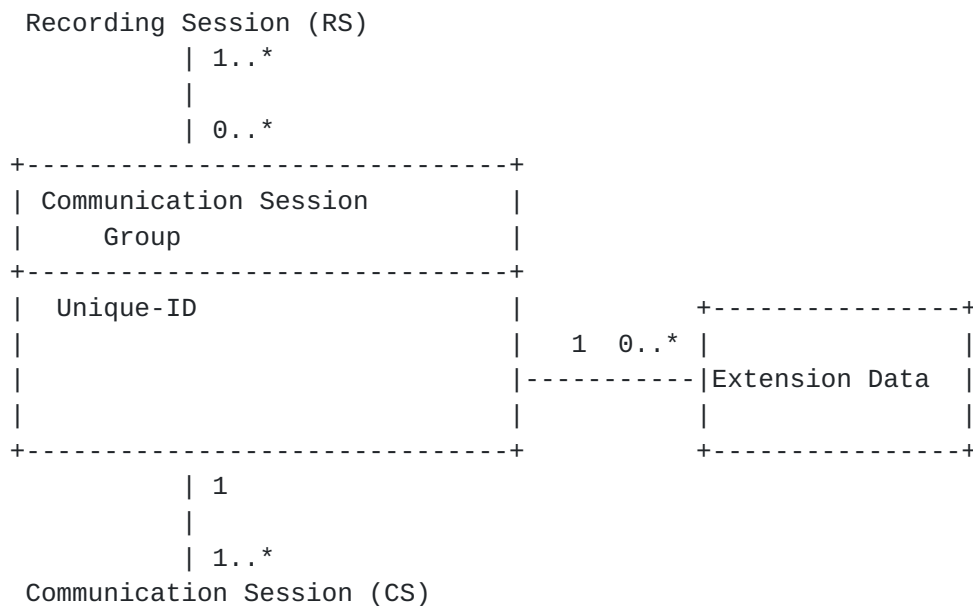 Recording Session (RS)
1..*
0..*
Communication Session
Group
Unique-ID
1 0..*
Extension Data
1
1..*
Communication Session (CS)